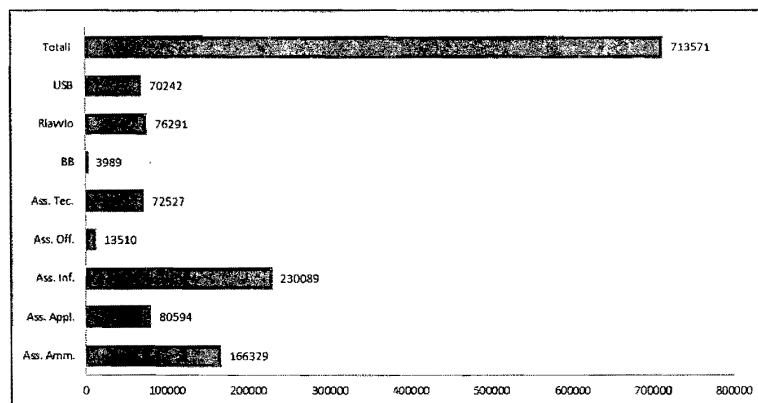 Totali 713571
USB 70242
Riavvio 76291
BB 3989
Ass. Tec. 72527
Ass. Off. 13510
Ass. Inf. 230089
Ass. Appl. 80594
Ass. Amm. 166329
0 100000 200000 300000 400000 500000 600000 700000 800000